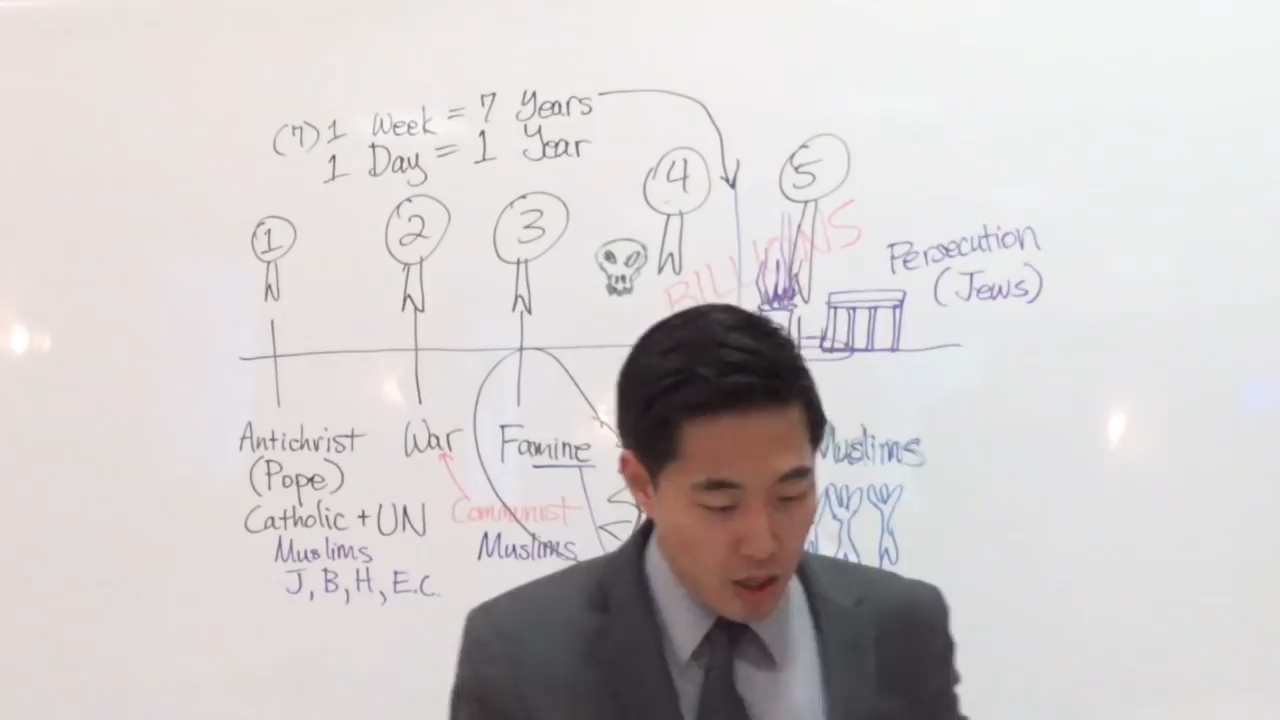 (7) 1 Week = 7 Years
1 Day = 1 Year
1
2
3
4
5
BILLIONS
Persecution
(Jews)
Antichrist
(Pope)
Catholic + UN
Muslims
J, B, H, E.C.
War
Communist
Muslims
Famine
Muslims